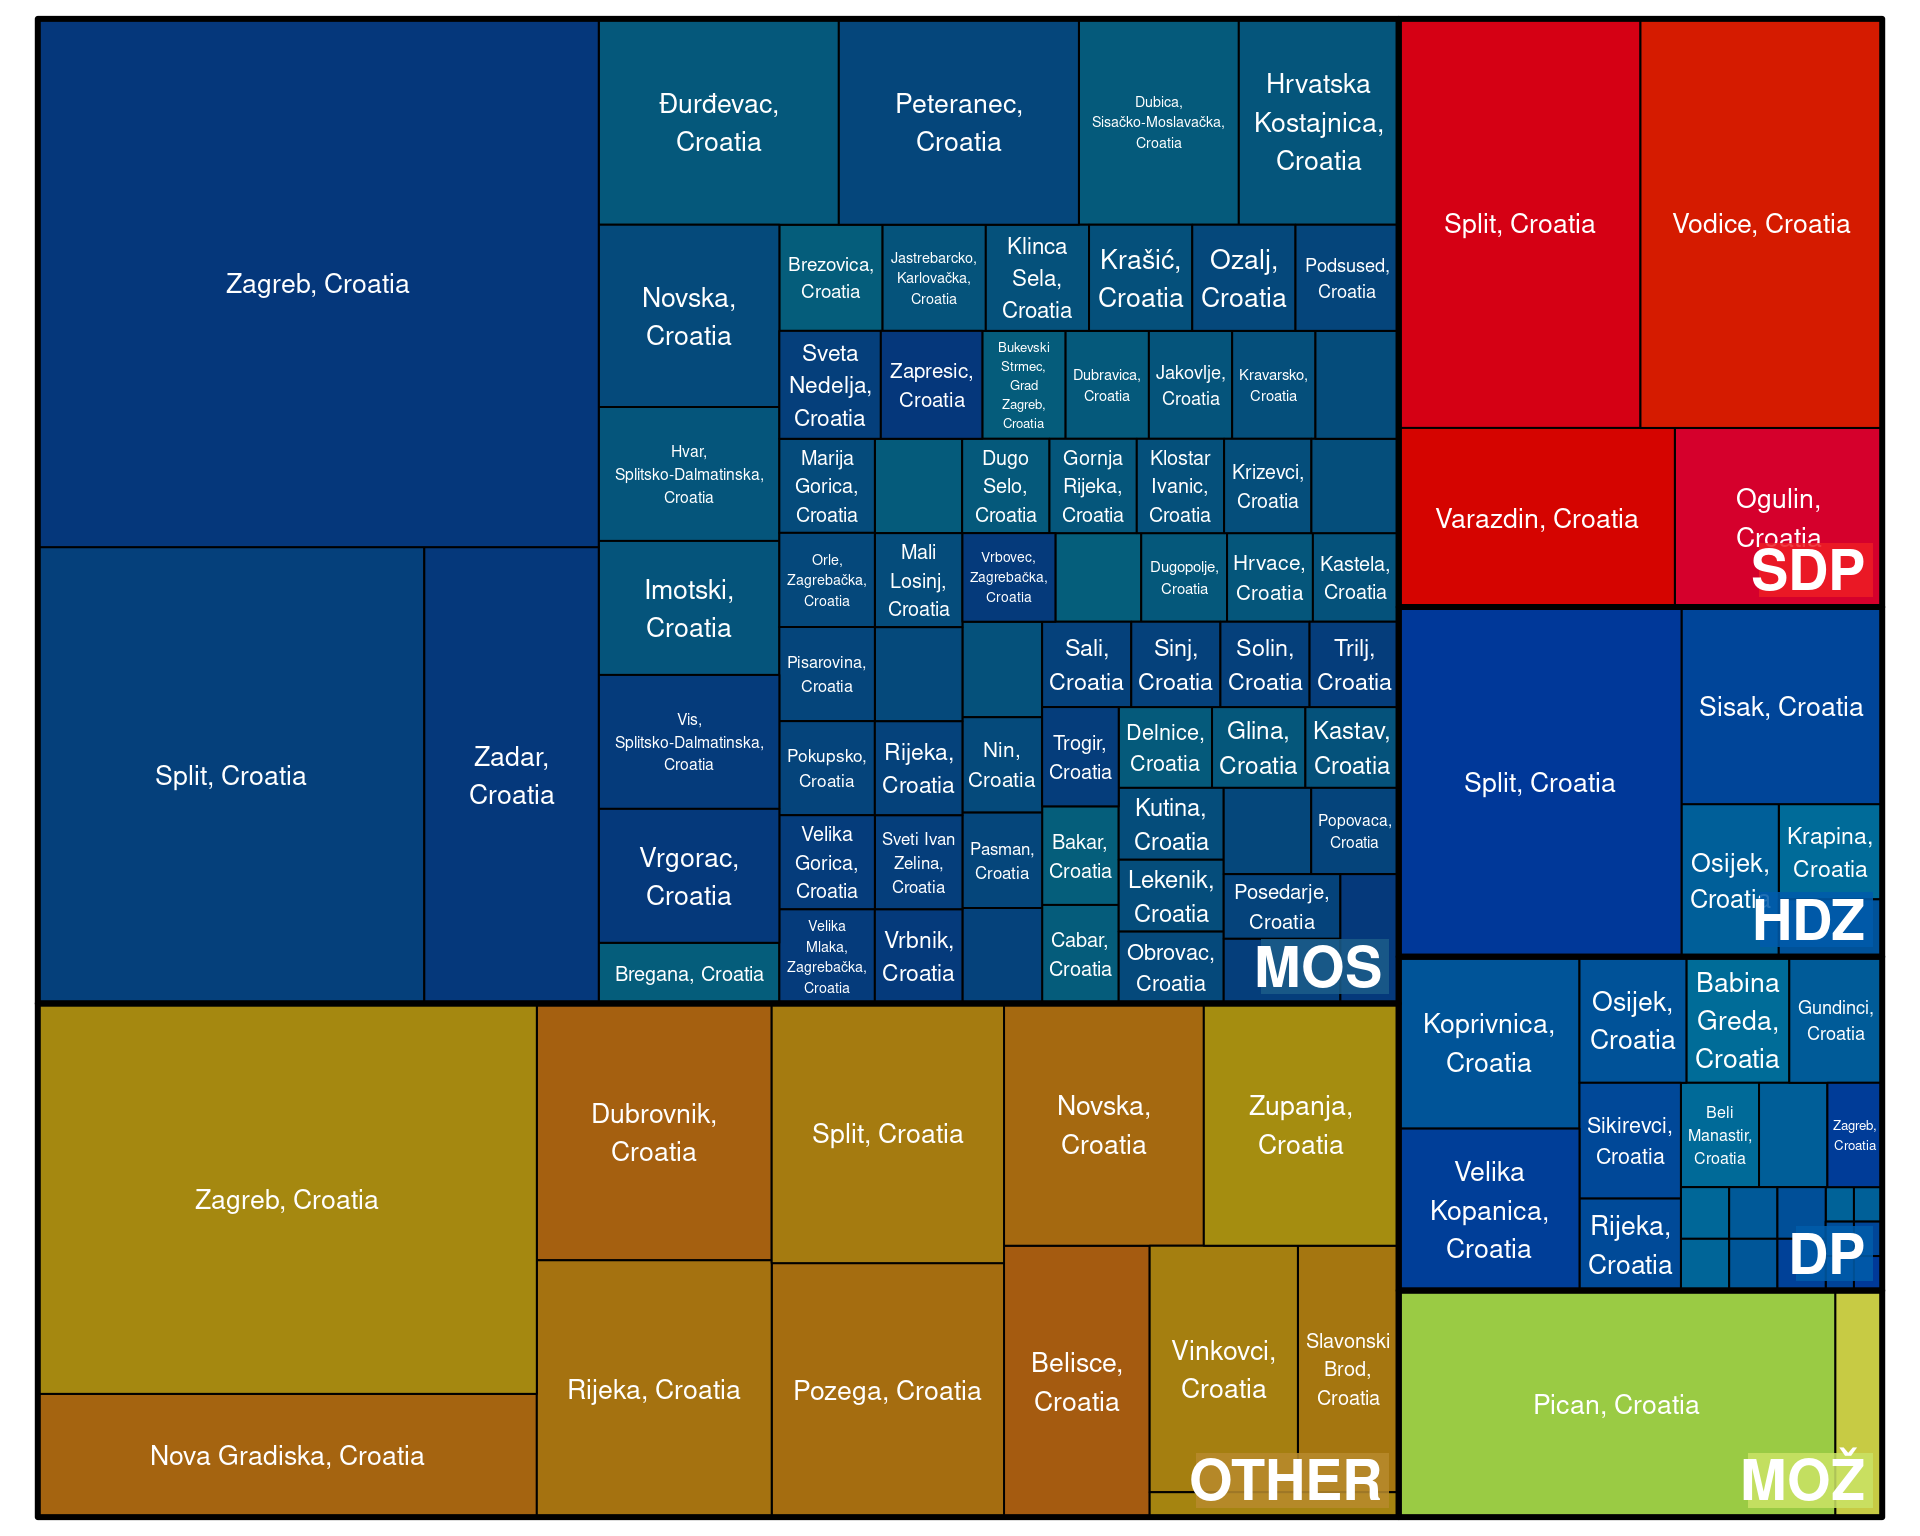 Zagreb, Croatia
Split, Croatia
Zadar,
Croatia
Đurđevac,
Croatia
Peteranec,
Croatia
Dubica,
Sisačko-Moslavačka,
Croatia
Hrvatska
Kostajnica,
Croatia
Novska,
Croatia
Hvar,
Splitsko-Dalmatinska,
Croatia
Imotski,
Croatia
Vis,
Splitsko-Dalmatinska,
Croatia
Vrgorac,
Croatia
Bregana, Croatia
Brezovica,
Croatia
Jastrebarcko,
Karlovačka,
Croatia
Klinca
Sela,
Croatia
Krašić,
Croatia
Ozalj,
Croatia
Podsused,
Croatia
Sveta
Nedelja,
Croatia
Zapresic,
Croatia
Bukevski
Strmec,
Grad
Zagreb,
Croatia
Dubravica,
Croatia
Jakovlje,
Croatia
Kravarsko,
Croatia
Marija
Gorica,
Croatia
Dugo
Selo,
Croatia
Gornja
Rijeka,
Croatia
Klostar
Ivanic,
Croatia
Krizevci,
Croatia
Orle,
Zagrebačka,
Croatia
Mali
Losinj,
Croatia
Vrbovec,
Zagrebačka,
Croatia
Dugopolje,
Croatia
Hrvace,
Croatia
Kastela,
Croatia
Pisarovina,
Croatia
Sali,
Croatia
Sinj,
Croatia
Solin,
Croatia
Trilj,
Croatia
Pokupsko,
Croatia
Rijeka,
Croatia
Nin,
Croatia
Trogir,
Croatia
Delnice,
Croatia
Glina,
Croatia
Kastav,
Croatia
Velika
Gorica,
Croatia
Sveti Ivan
Zelina,
Croatia
Pasman,
Croatia
Bakar,
Croatia
Kutina,
Croatia
Popovaca,
Croatia
Lekenik,
Croatia
Posedarje,
Croatia
Velika
Mlaka,
Zagrebačka,
Croatia
Vrbnik,
Croatia
Cabar,
Croatia
Obrovac,
Croatia
MOS
Split, Croatia
Vodice, Croatia
Varazdin, Croatia
Ogulin,
Croatia
SDP
Split, Croatia
Sisak, Croatia
Osijek,
Croatia
Krapina,
Croatia
HDZ
Koprivnica,
Croatia
Osijek,
Croatia
Babina
Greda,
Croatia
Gundinci,
Croatia
Velika
Kopanica,
Croatia
Sikirevci,
Croatia
Beli
Manastir,
Croatia
Zagreb,
Croatia
Rijeka,
Croatia
DP
Zagreb, Croatia
Nova Gradiska, Croatia
Dubrovnik,
Croatia
Rijeka, Croatia
Split, Croatia
Pozega, Croatia
Novska,
Croatia
Zupanja,
Croatia
Belisce,
Croatia
Vinkovci,
Croatia
Slavonski
Brod,
Croatia
OTHER
Pican, Croatia
MOŽ